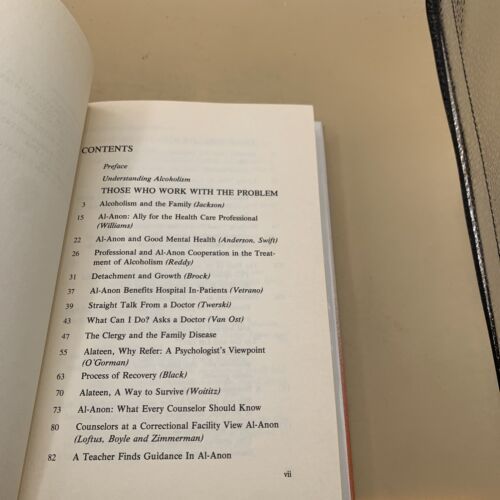 CONTENTS
Preface
Understanding Alcoholism
THOSE WHO WORK WITH THE PROBLEM
3 Alcoholism and the Family (Jackson)
15 Al-Anon: Ally for the Health Care Professional
(Williams)
22 Al-Anon and Good Mental Health (Anderson, Swift)
26 Professional and Al-Anon Cooperation in the Treat-
ment of Alcoholism (Reddy)
31 Detachment and Growth (Brock)
37 Al-Anon Benefits Hospital In-Patients (Vetrano)
39 Straight Talk From a Doctor (Twerski)
43 What Can I Do? Asks a Doctor (Van Ost)
47 The Clergy and the Family Disease
55 Alateen, Why Refer: A Psychologist's Viewpoint
(O'Gorman)
63 Process of Recovery (Black)
70 Alateen, A Way to Survive (Woititz)
73 Al-Anon: What Every Counselor Should Know
80 Counselors at a Correctional Facility View Al-Anon
(Loftus, Boyle and Zimmerman)
82 A Teacher Finds Guidance In Al-Anon
vii